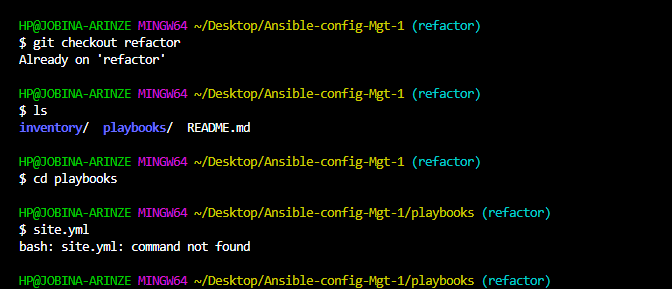 HP@JOBINA-ARINZE MINGW64 ~/Desktop/Ansible-config-Mgt-1 (refactor)
$ git checkout refactor
Already on 'refactor'
HP@JOBINA-ARINZE MINGW64 ~/Desktop/Ansible-config-Mgt-1 (refactor)
$ ls
inventory/  playbooks/  README.md
HP@JOBINA-ARINZE MINGW64 ~/Desktop/Ansible-config-Mgt-1 (refactor)
$ cd playbooks
HP@JOBINA-ARINZE MINGW64 ~/Desktop/Ansible-config-Mgt-1/playbooks (refactor)
$ site.yml
bash: site.yml: command not found
HP@JOBINA-ARINZE MINGW64 ~/Desktop/Ansible-config-Mgt-1/playbooks (refactor)